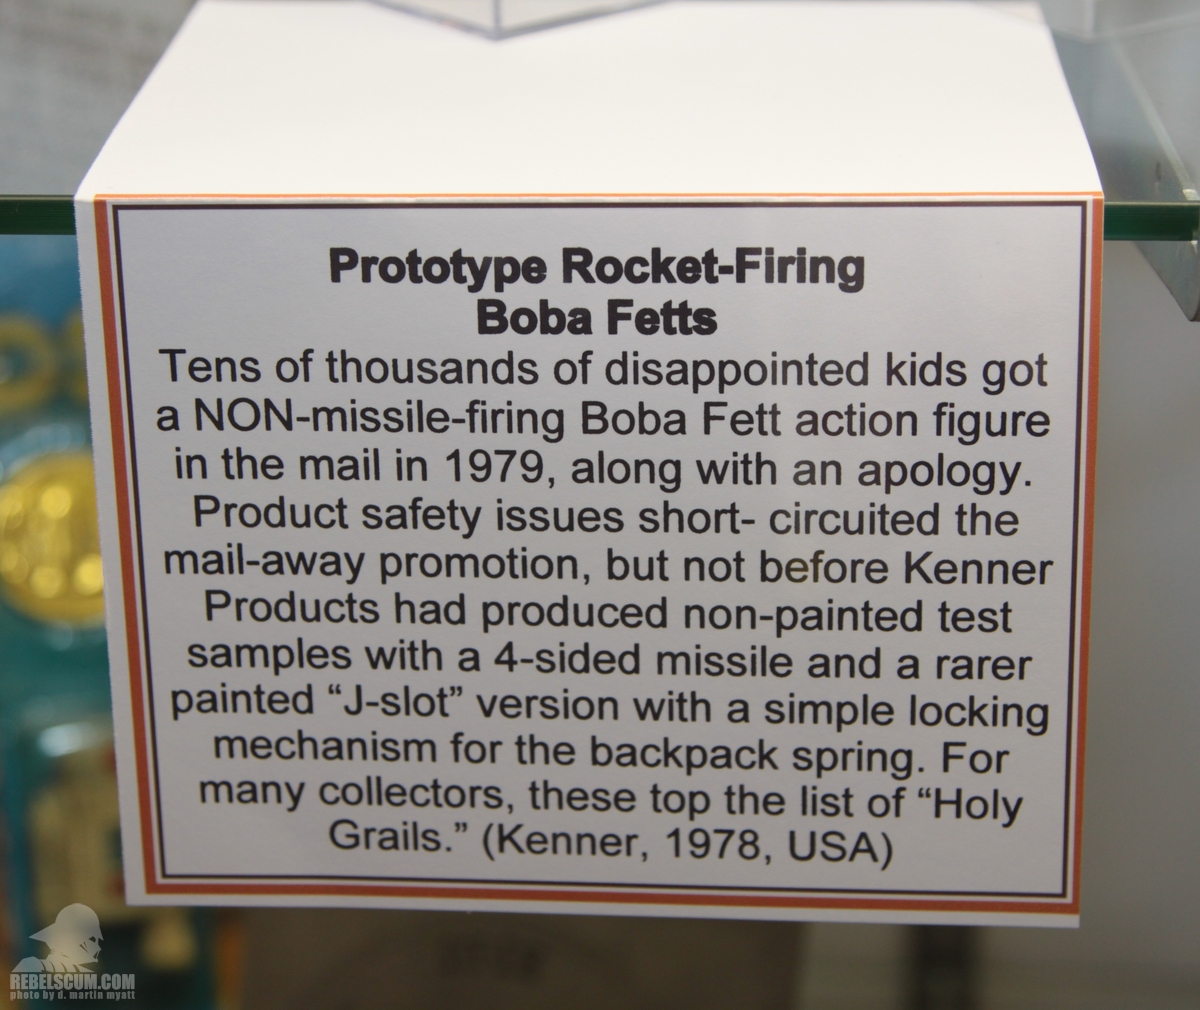 Prototype Rocket-Firing
Boba Fetts
Tens of thousands of disappointed kids got
a NON-missile-firing Boba Fett action figure
in the mail in 1979, along with an apology.
Product safety issues short- circuited the
mail-away promotion, but not before Kenner
Products had produced non-painted test
samples with a 4-sided missile and a rarer
painted “J-slot” version with a simple locking
mechanism for the backpack spring. For
many collectors, these top the list of “Holy
Grails.” (Kenner, 1978, USA)
REBELSCUM.COM
photo by d. martin myatt